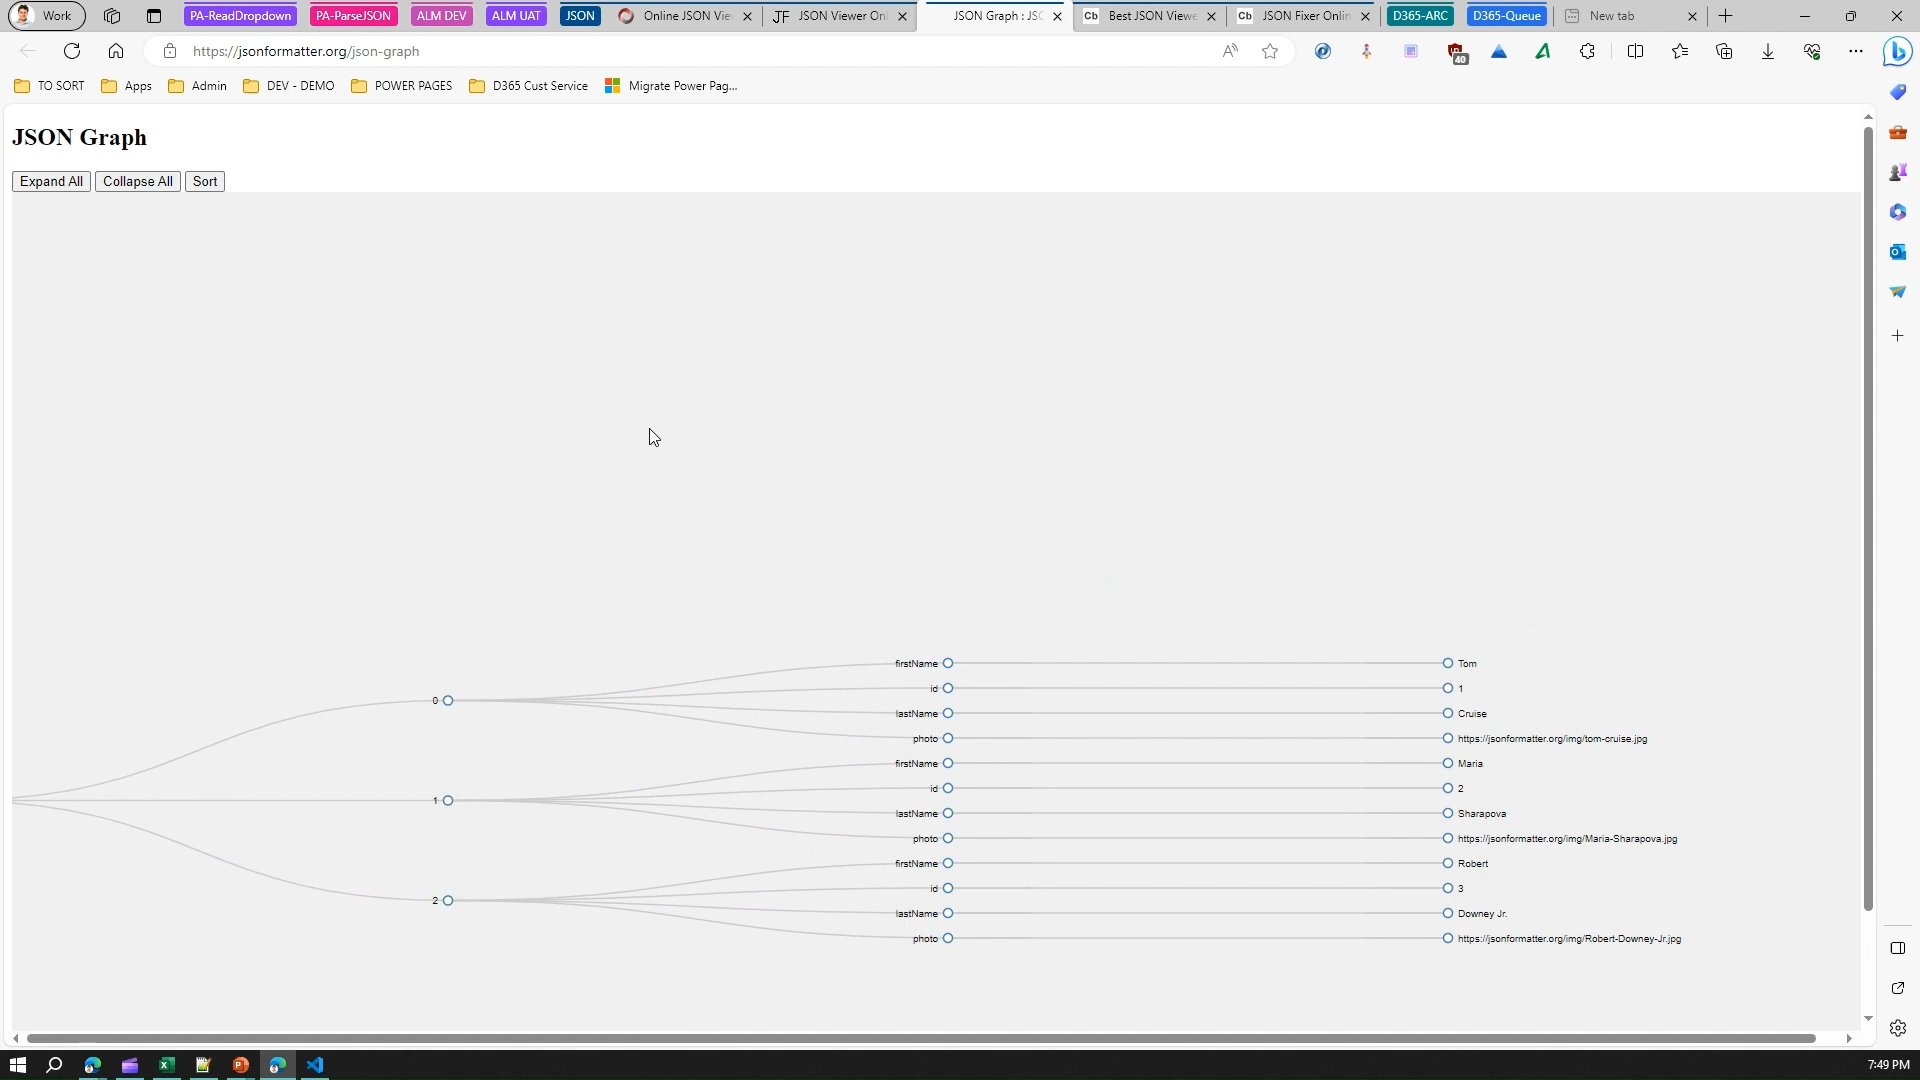 Work
PA-ReadDropdown
PA-ParseJSON
ALM DEV
ALM UAT
JSON
Online JSON Vie
JF
JSON Viewer Onl
JSON Graph : JSO
Cb
Best JSON Viewe
Cb
JSON Fixer Onlin
D365-ARC
D365-Queue
New tab
https://jsonformatter.org/json-graph
40
TO SORT
Apps
Admin
DEV - DEMO
POWER PAGES
D365 Cust Service
Migrate Power Pag...
JSON Graph
Expand All
Collapse All
Sort
firstName Tom
id 1
0
lastName Cruise
photo https://jsonformatter.org/img/tom-cruise.jpg
firstName Maria
id 2
1
lastName Sharapova
photo https://jsonformatter.org/img/Maria-Sharapova.jpg
firstName Robert
id 3
2
lastName Downey Jr.
photo https://jsonformatter.org/img/Robert-Downey-Jr.jpg
7:49 PM